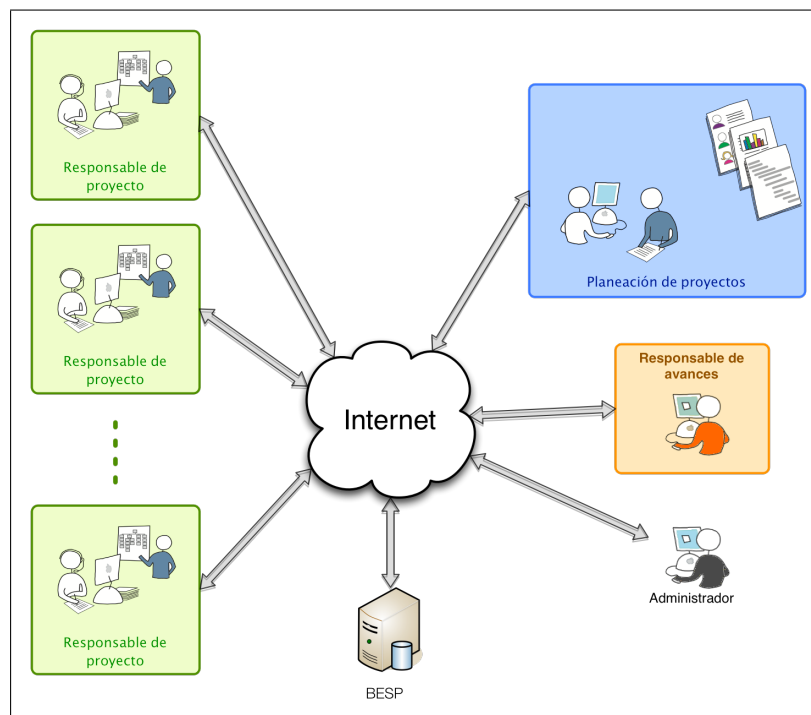 Responsable de
proyecto
Responsable de
proyecto
Responsable de
proyecto
Internet
BESP
Planeación de proyectos
Responsable de
avances
Administrador